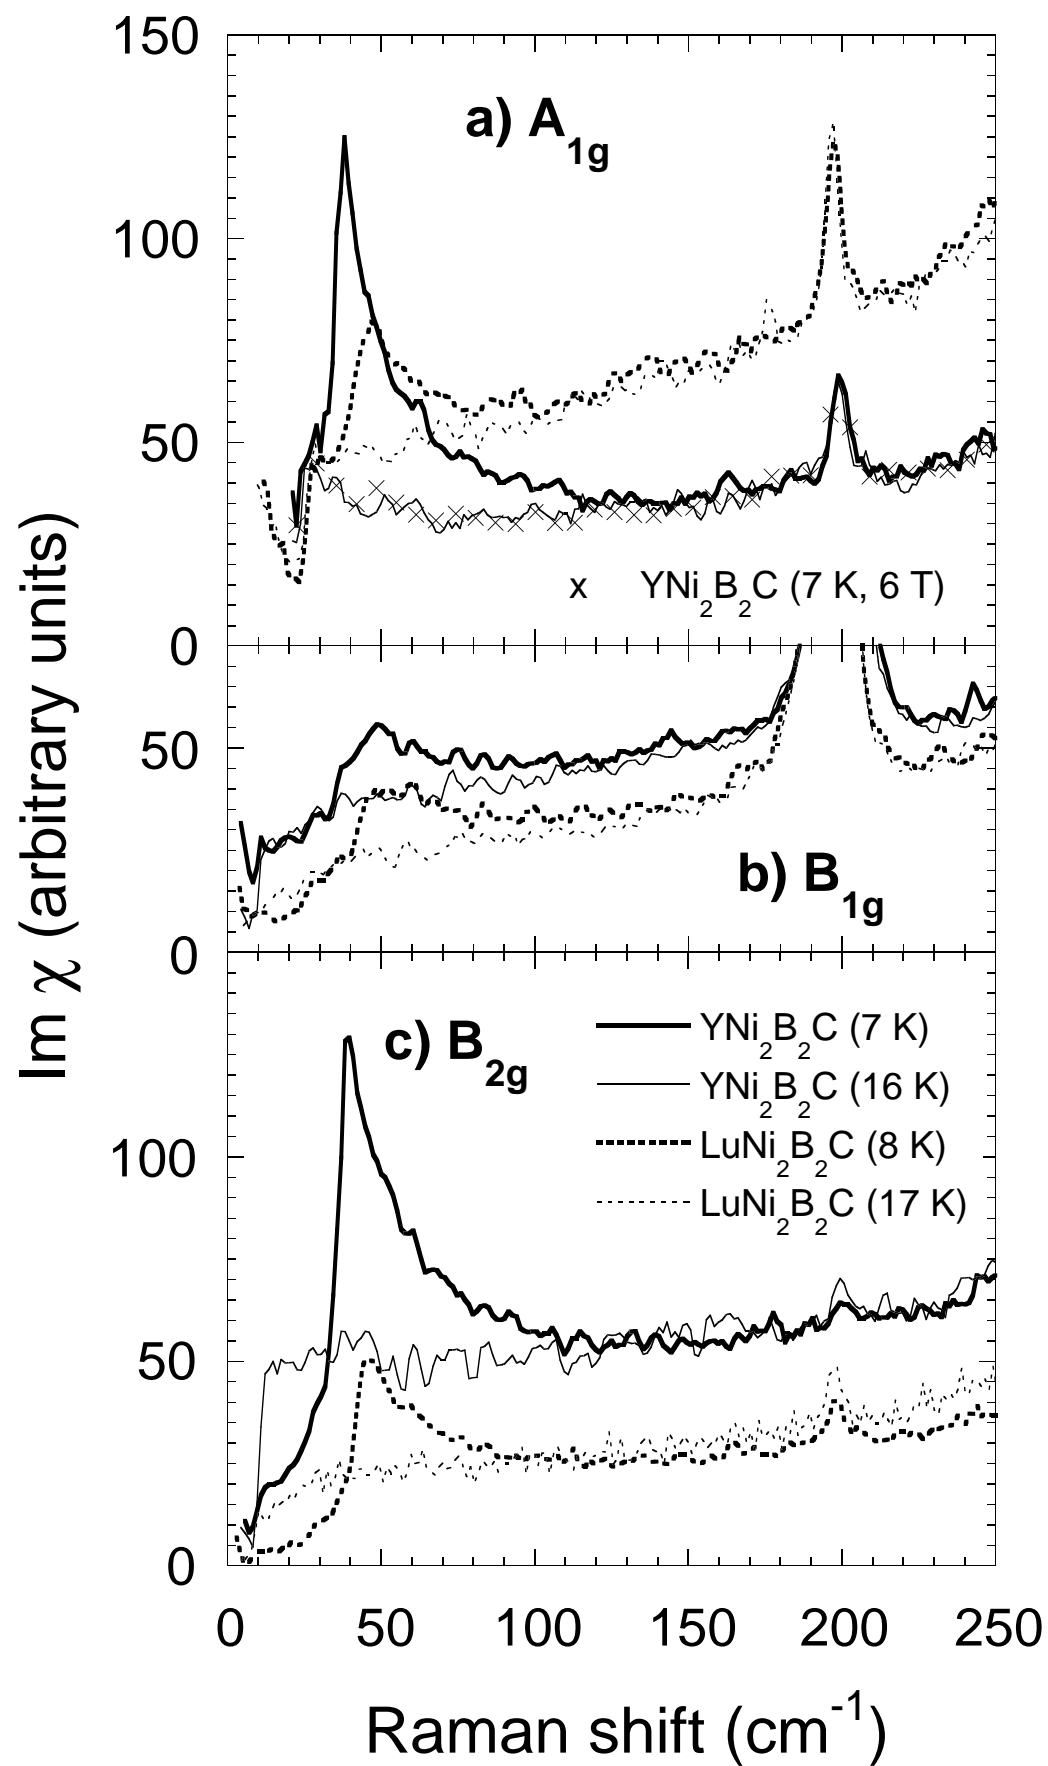 150
a) A1g
100
50
x YNi2B2C (7 K, 6 T)
0
50
b) B1g
0
c) B2g
YNi2B2C (7 K)
YNi2B2C (16 K)
LuNi2B2C (8 K)
LuNi2B2C (17 K)
100
50
0
0 50 100 150 200 250
Raman shift (cm-1)
Im χ (arbitrary units)